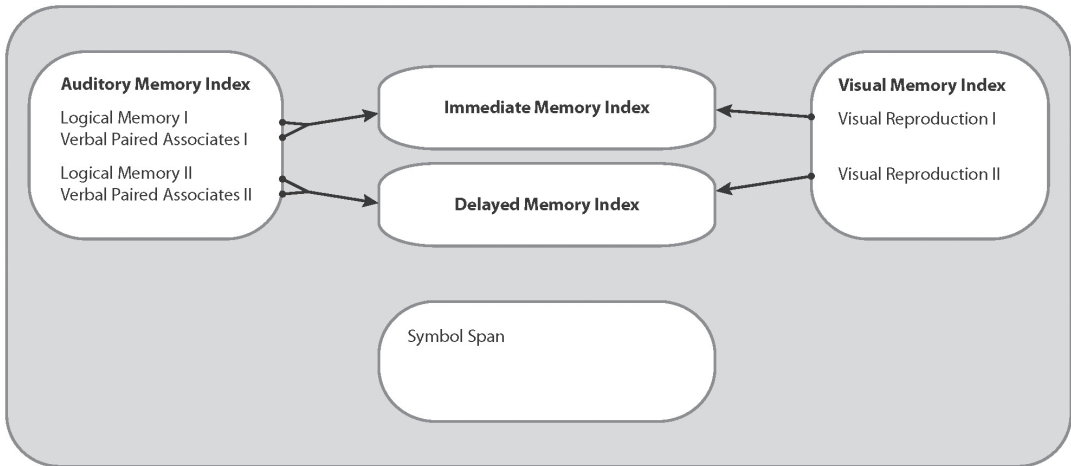 Auditory Memory Index
Logical Memory I
Verbal Paired Associates I
Logical Memory II
Verbal Paired Associates II
Immediate Memory Index
Delayed Memory Index
Visual Memory Index
Visual Reproduction I
Visual Reproduction II
Symbol Span